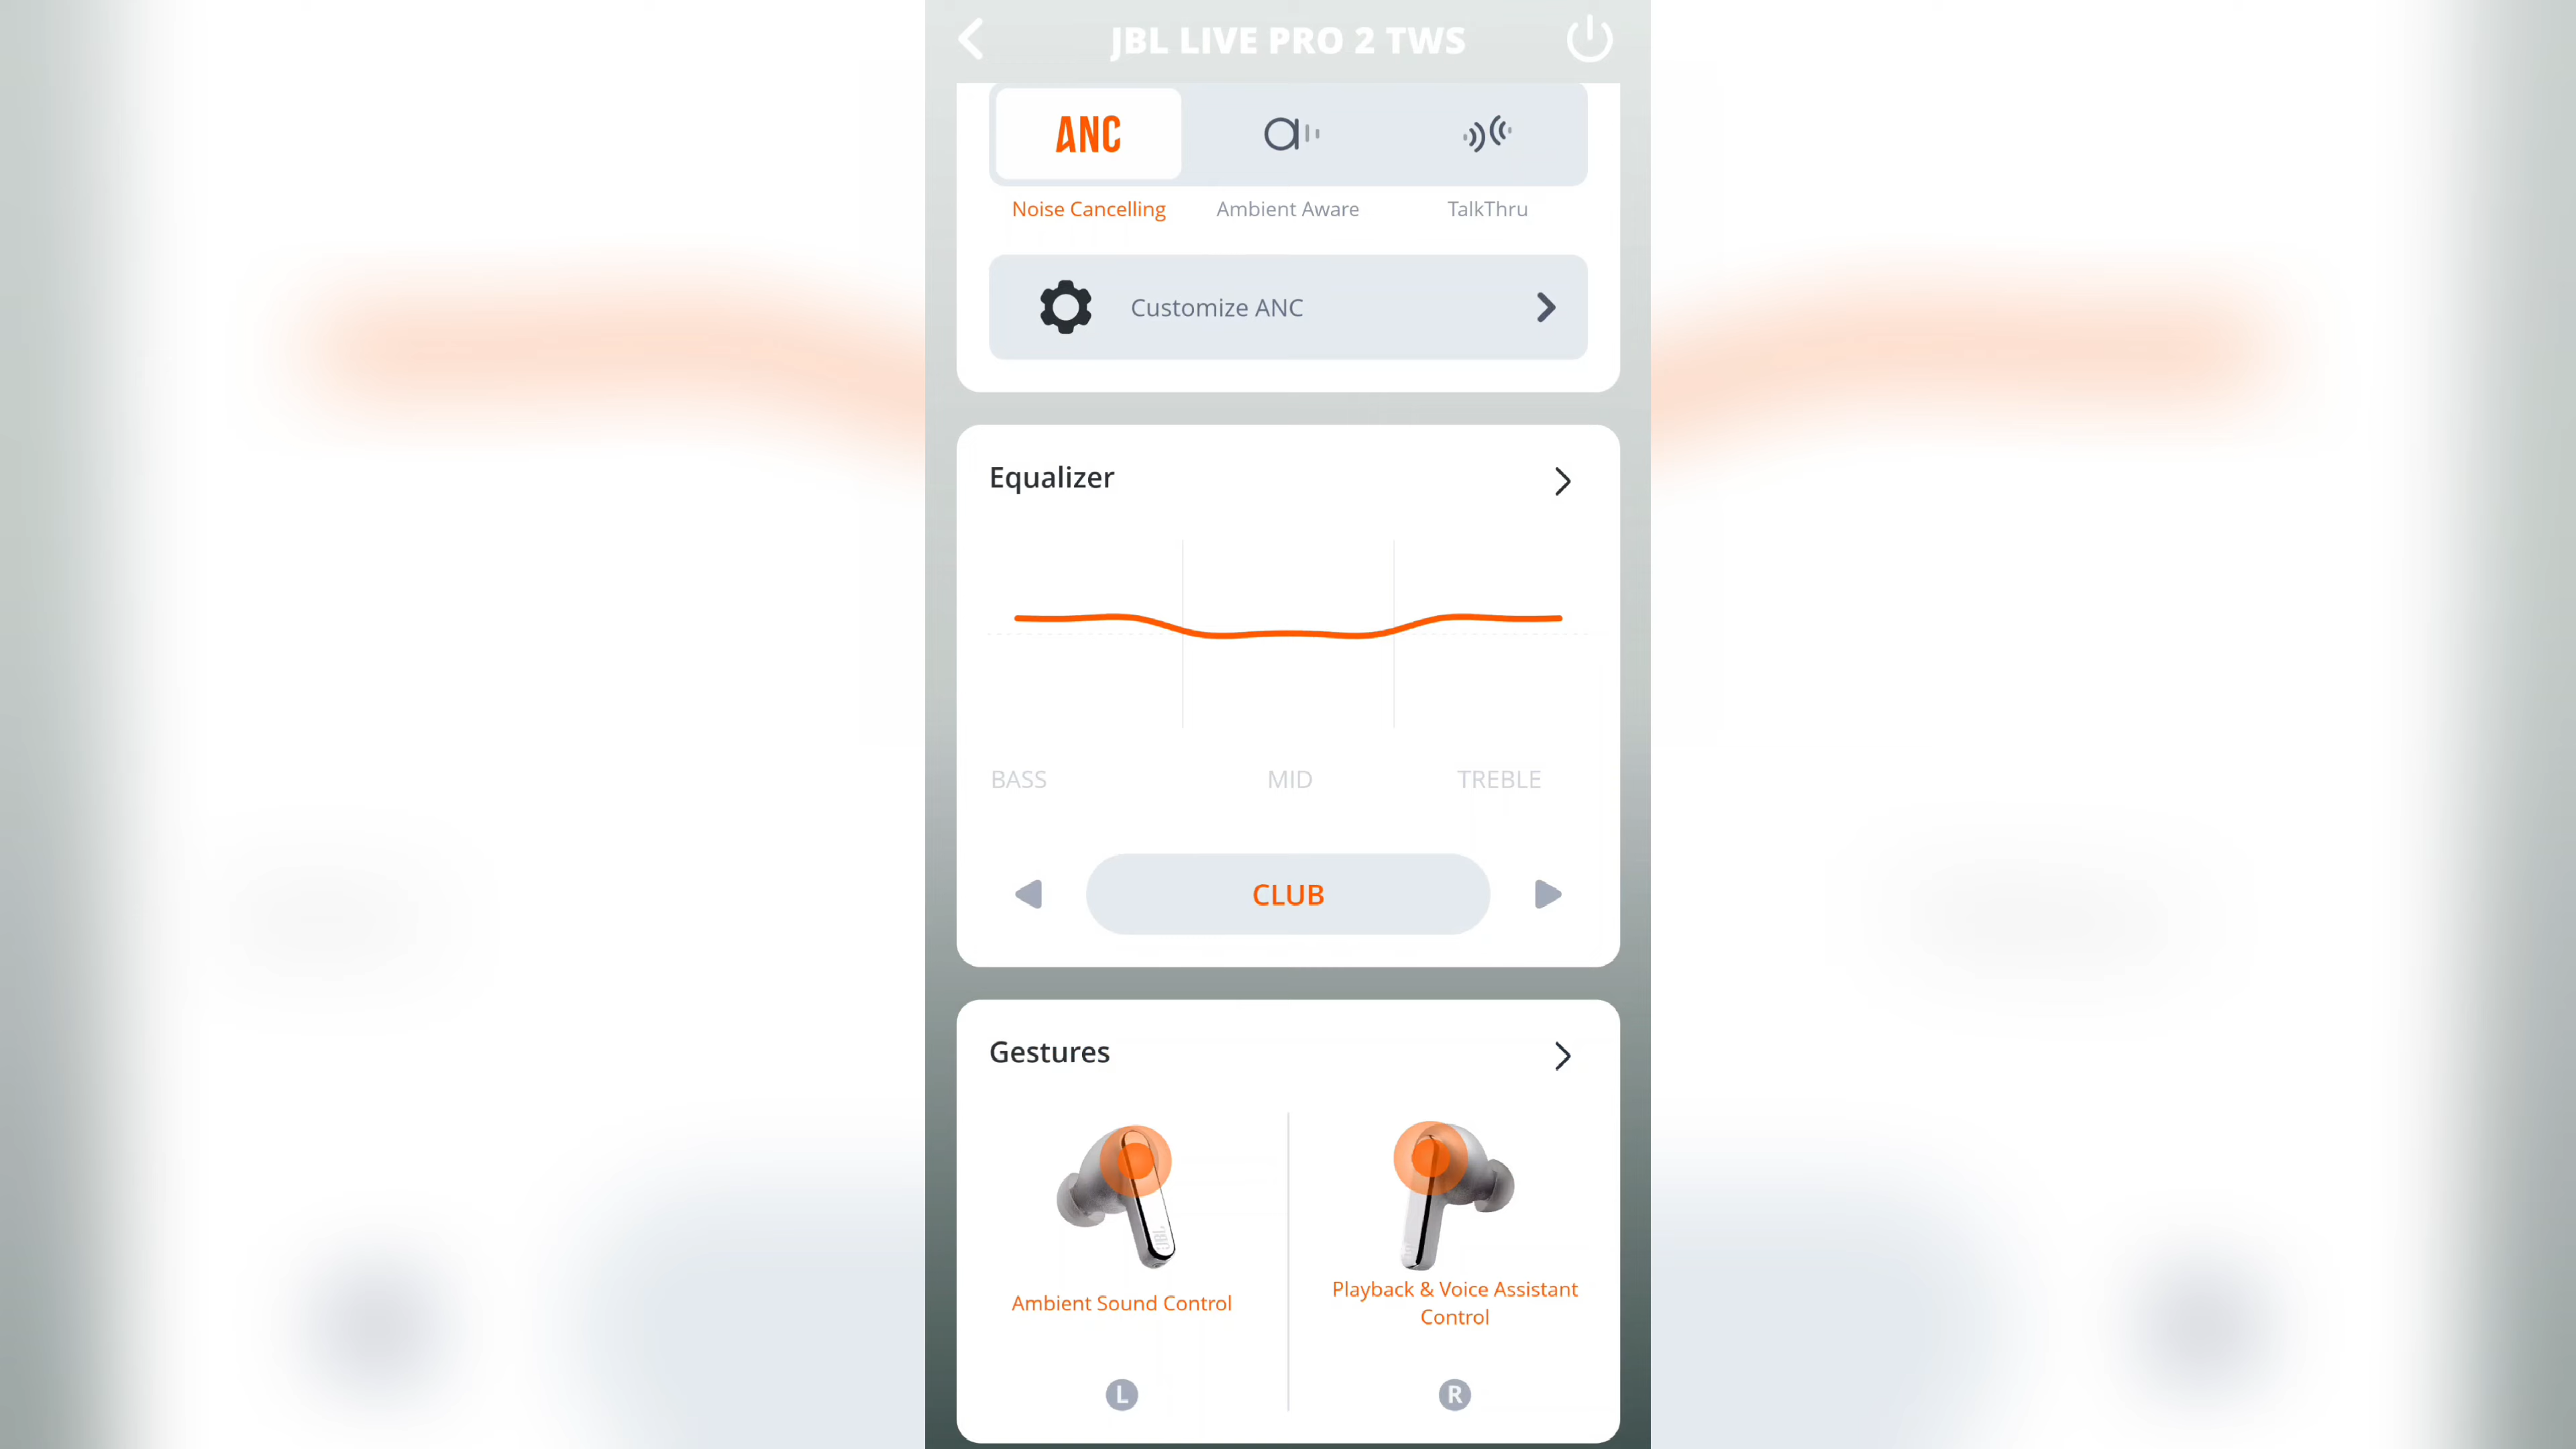 JBL LIVE PRO 2 TWS
ANC
Noise Cancelling
Ambient Aware
TalkThru
Customize ANC
Equalizer
BASS
MID
TREBLE
CLUB
Gestures
Ambient Sound Control
Playback & Voice Assistant
Control
L
R